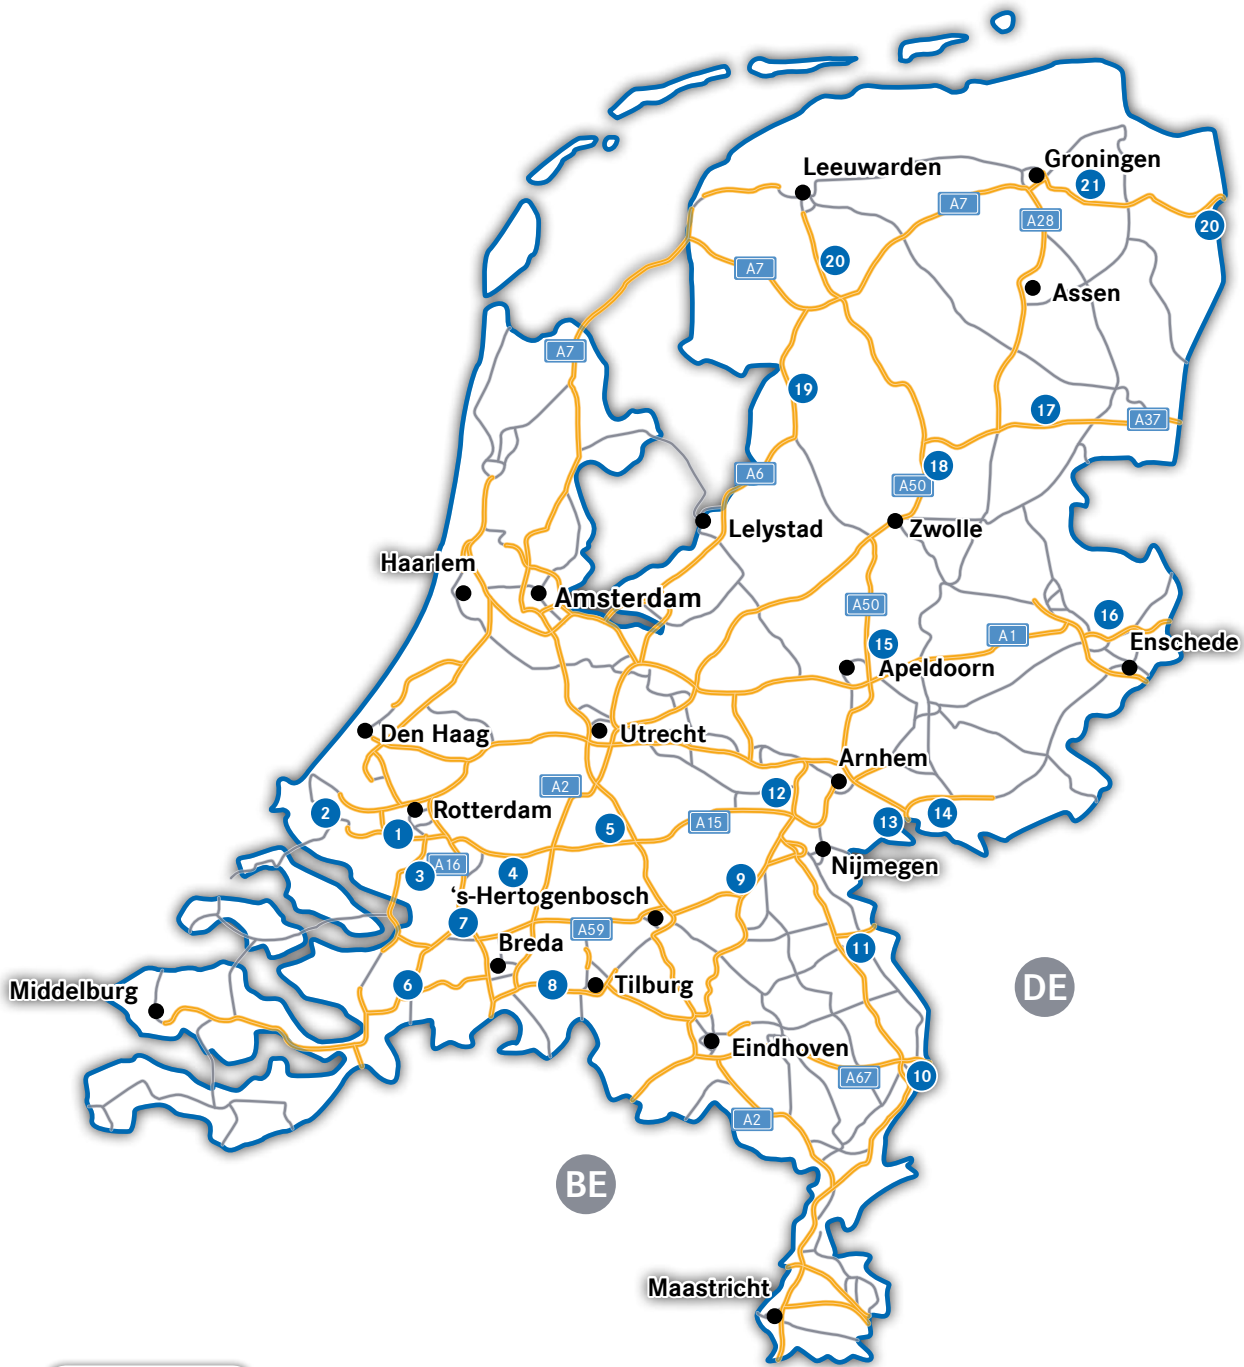 Leeuwarden
Groningen
21
A7
A28
20
20
A7
Assen
A7
19
17
A37
18
A6
A50
Lelystad
Zwolle
Haarlem
Amsterdam
A50
16
A1
15
Enschede
Apeldoorn
Den Haag
Utrecht
Arnhem
A2
12
2
Rotterdam
14
1
5
A15
13
A16
3
4
9
Nijmegen
‘s-Hertogenbosch
7
A59
Breda
11
6
8
Tilburg
Middelburg
DE
Eindhoven
A67
10
A2
BE
Maastricht